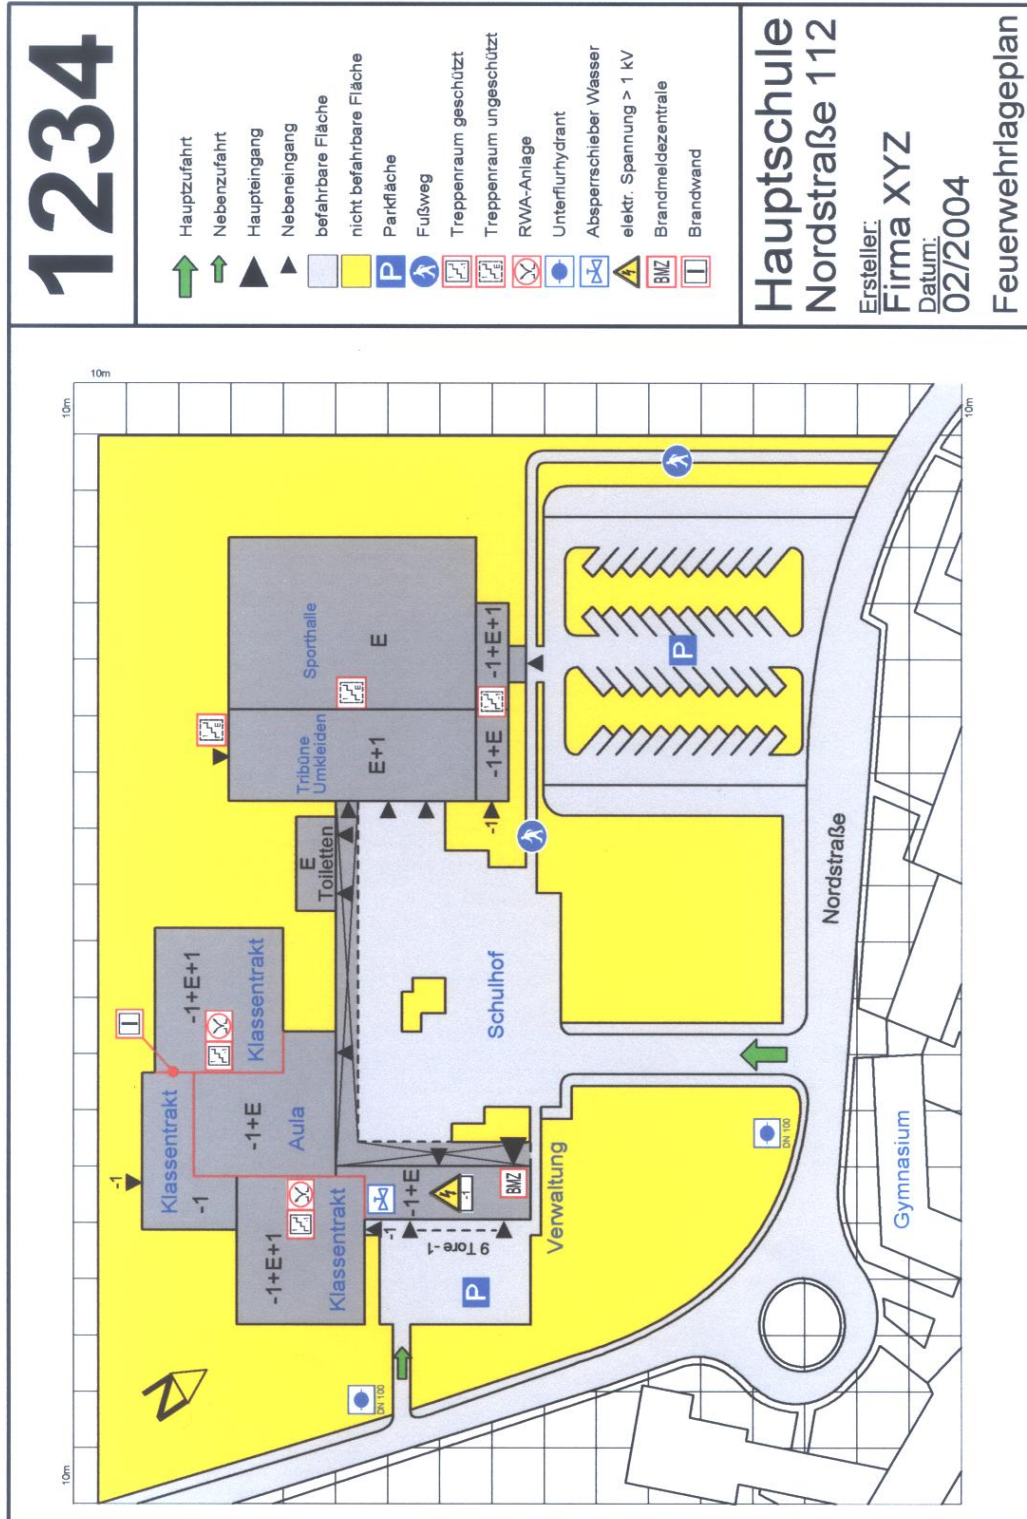 1234
Hauptzufahrt
Nebenzufahrt
Haupteingang
Nebeneingang
befahrbare Fläche
nicht befahrbare Fläche
P Parkfläche
Fußweg
Treppenraum geschützt
Treppenraum ungeschützt
RWA-Anlage
Unterflurhydrant
Absperrschieber Wasser
elektr. Spannung > 1 kV
BMZ Brandmeldezentrale
Brandwand
Hauptschule
Nordstraße 112
Ersteller:
Firma XYZ
Datum:
02/2004
Feuerwehrlageplan
10m
10m
10m
10m
N
DN 100
Klassentrakt
-1
-1
-1+E+1
Klassentrakt
-1+E
Aula
-1+E+1
Klassentrakt
E
Toiletten
Tribüne
Umkleiden
E+1
Sporthalle
E
-1+E
-1+E+1
-1
-1
9 Tore -1
-1+E
-1
BMZ
P
Verwaltung
Schulhof
P
DN 100
Nordstraße
Gymnasium